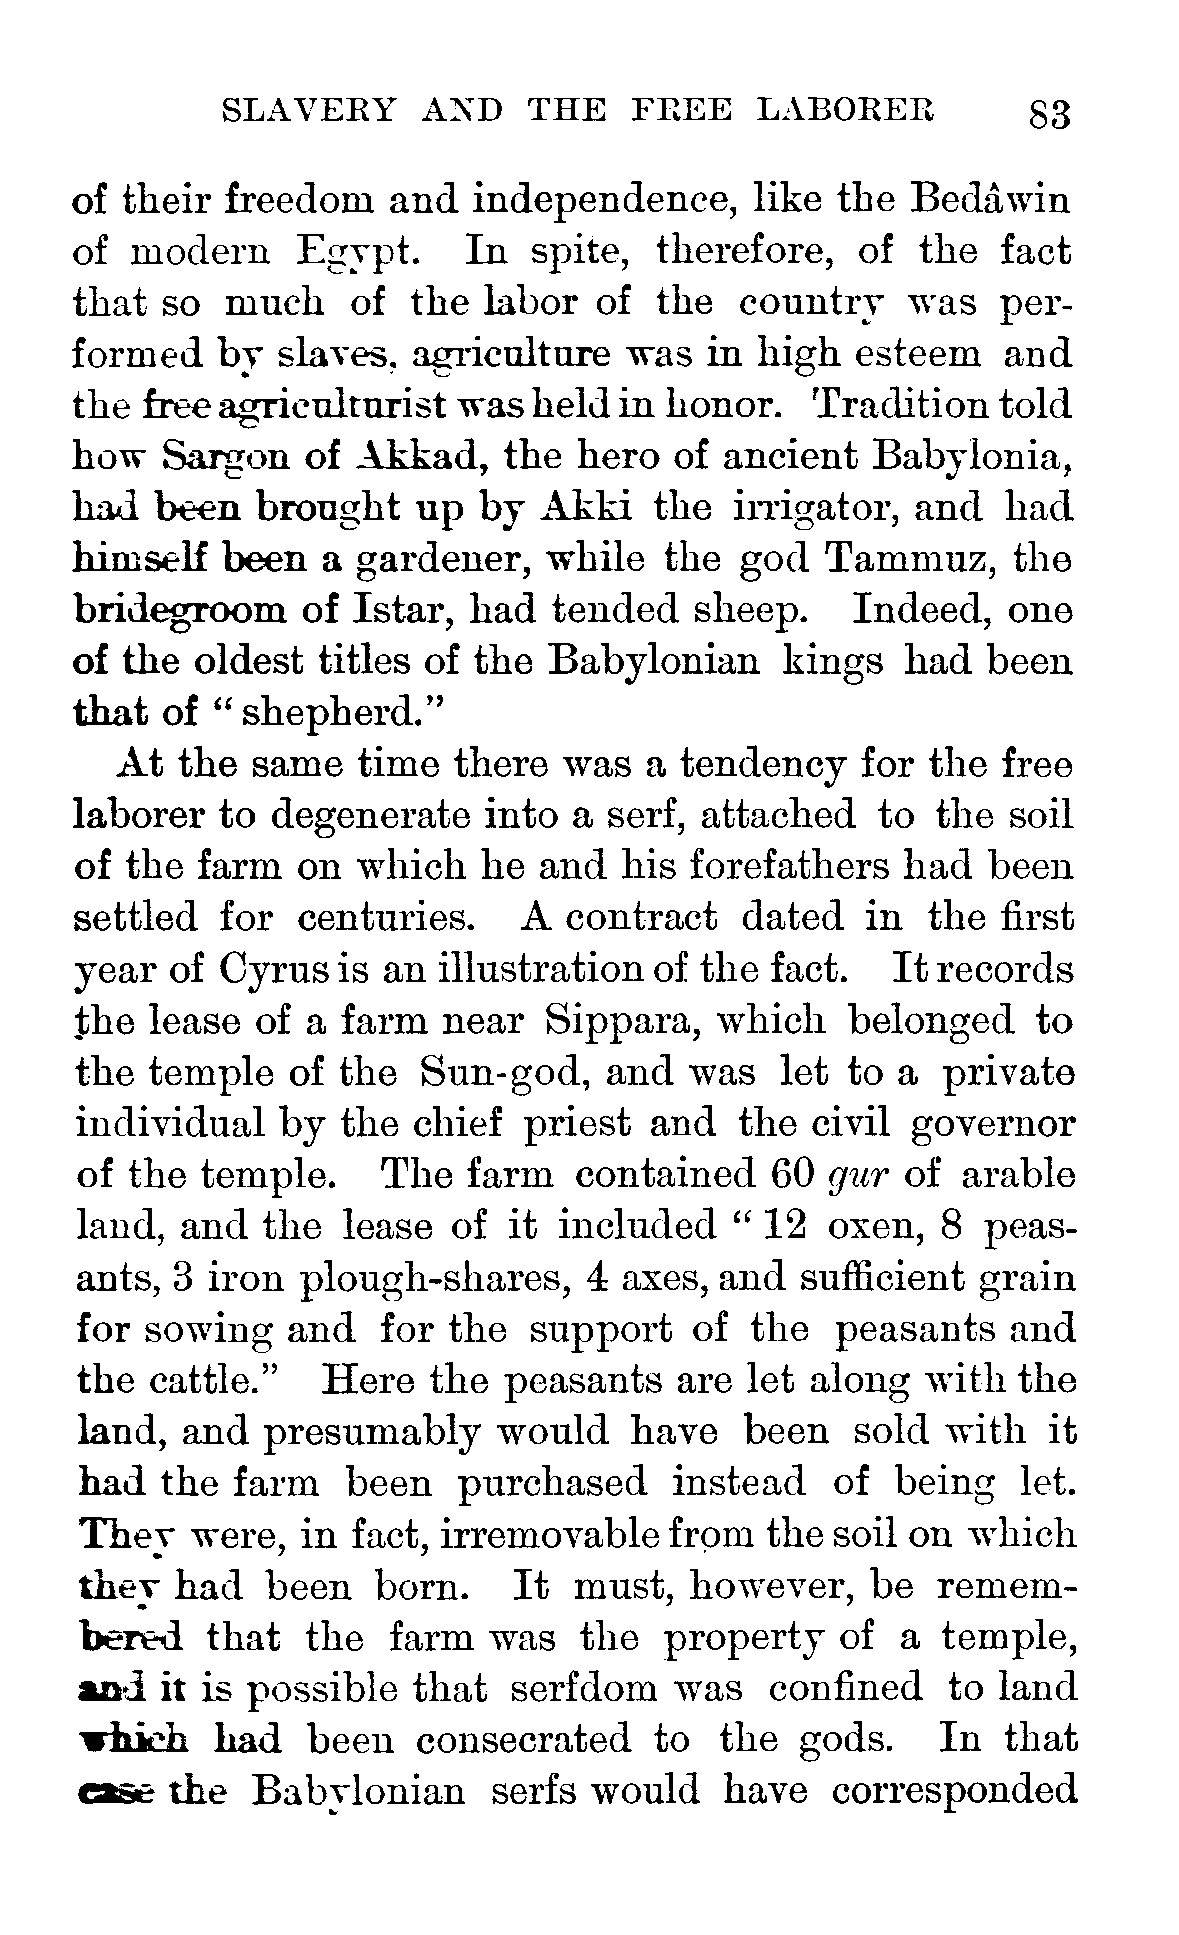 SLAVERY AND THE FREE LABORER 83
of their freedom and independence, like the Bedâwin
of modern Egypt. In spite, therefore, of the fact
that so much of the labor of the country was per-
formed by slaves, agriculture was in high esteem and
the free agriculturist was held in honor. Tradition told
how Sargon of Akkad, the hero of ancient Babylonia,
had been brought up by Akki the irrigator, and had
himself been a gardener, while the god Tammuz, the
bridegroom of Istar, had tended sheep. Indeed, one
of the oldest titles of the Babylonian kings had been
that of “shepherd.”
At the same time there was a tendency for the free
laborer to degenerate into a serf, attached to the soil
of the farm on which he and his forefathers had been
settled for centuries. A contract dated in the first
year of Cyrus is an illustration of the fact. It records
the lease of a farm near Sippara, which belonged to
the temple of the Sun-god, and was let to a private
individual by the chief priest and the civil governor
of the temple. The farm contained 60 gur of arable
land, and the lease of it included “12 oxen, 8 peas-
ants, 3 iron plough-shares, 4 axes, and sufficient grain
for sowing and for the support of the peasants and
the cattle.” Here the peasants are let along with the
land, and presumably would have been sold with it
had the farm been purchased instead of being let.
They were, in fact, irremovable from the soil on which
they had been born. It must, however, be remem-
bered that the farm was the property of a temple,
and it is possible that serfdom was confined to land
which had been consecrated to the gods. In that
case the Babylonian serfs would have corresponded